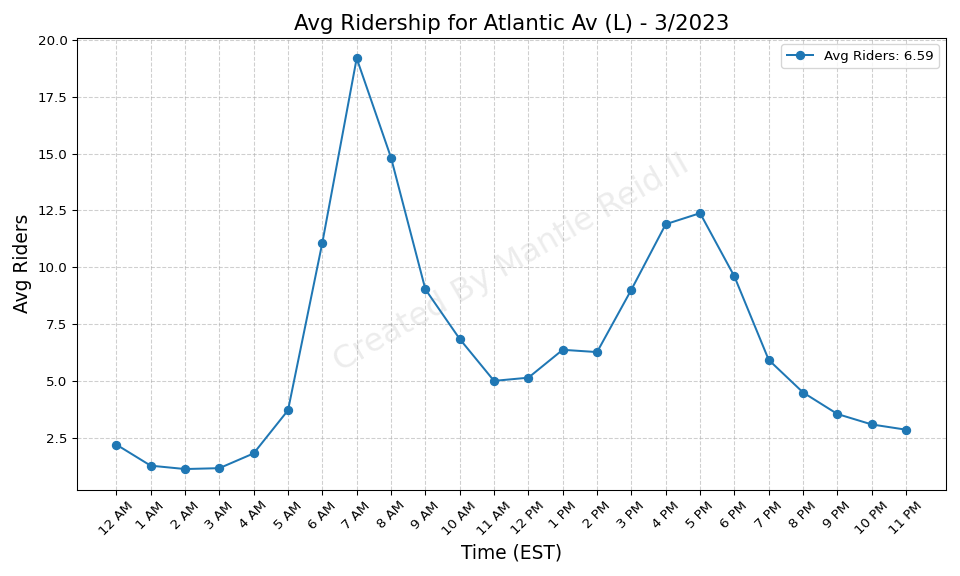 Avg Ridership for Atlantic Av (L) - 3/2023
Avg Riders: 6.59
Avg Riders
20.0
17.5
15.0
12.5
10.0
7.5
5.0
2.5
Created By Mantie Reid II
12 AM
1 AM
2 AM
3 AM
4 AM
5 AM
6 AM
7 AM
8 AM
9 AM
10 AM
11 AM
12 PM
1 PM
2 PM
3 PM
4 PM
5 PM
6 PM
7 PM
8 PM
9 PM
10 PM
11 PM
Time (EST)